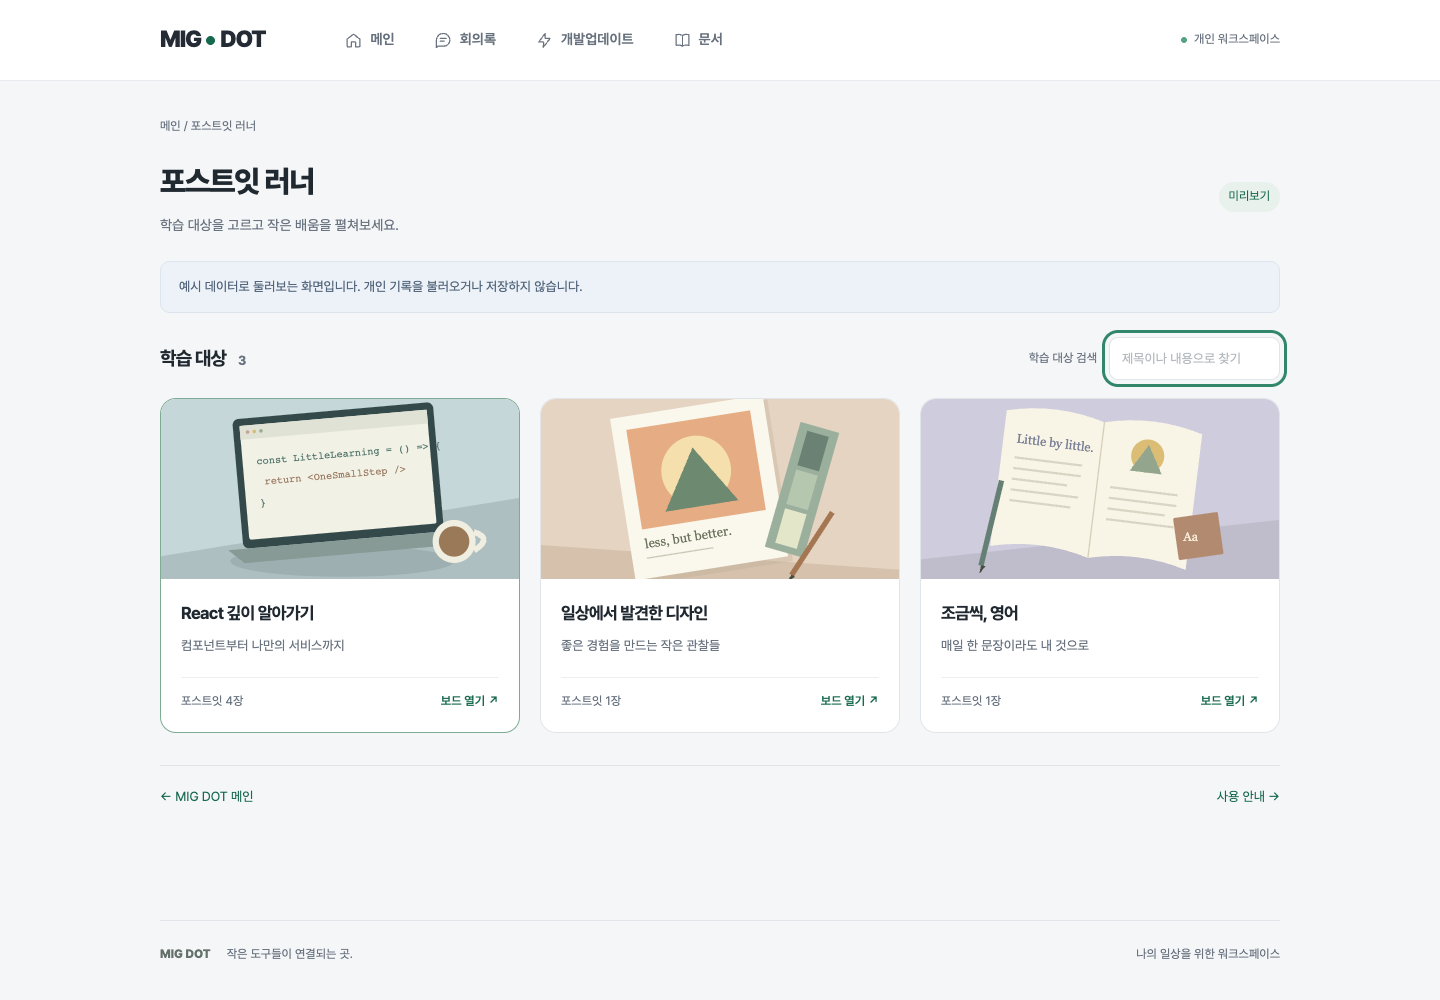 MIG DOT
메인
회의록
개발업데이트
문서
개인 워크스페이스
메인 / 포스트잇 러너
포스트잇 러너
미리보기
학습 대상을 고르고 작은 배움을 펼쳐보세요.
예시 데이터로 둘러보는 화면입니다. 개인 기록을 불러오거나 저장하지 않습니다.
학습 대상 3
학습 대상 검색
제목이나 내용으로 찾기
const LittleLearning = () => {
return <OneSmallStep />
}
less, but better.
Little by little.
Aa
React 깊이 알아가기
컴포넌트부터 나만의 서비스까지
포스트잇 4장
보드 열기 ↗
일상에서 발견한 디자인
좋은 경험을 만드는 작은 관찰들
포스트잇 1장
보드 열기 ↗
조금씩, 영어
매일 한 문장이라도 내 것으로
포스트잇 1장
보드 열기 ↗
← MIG DOT 메인
사용 안내 →
MIG DOT
작은 도구들이 연결되는 곳.
나의 일상을 위한 워크스페이스